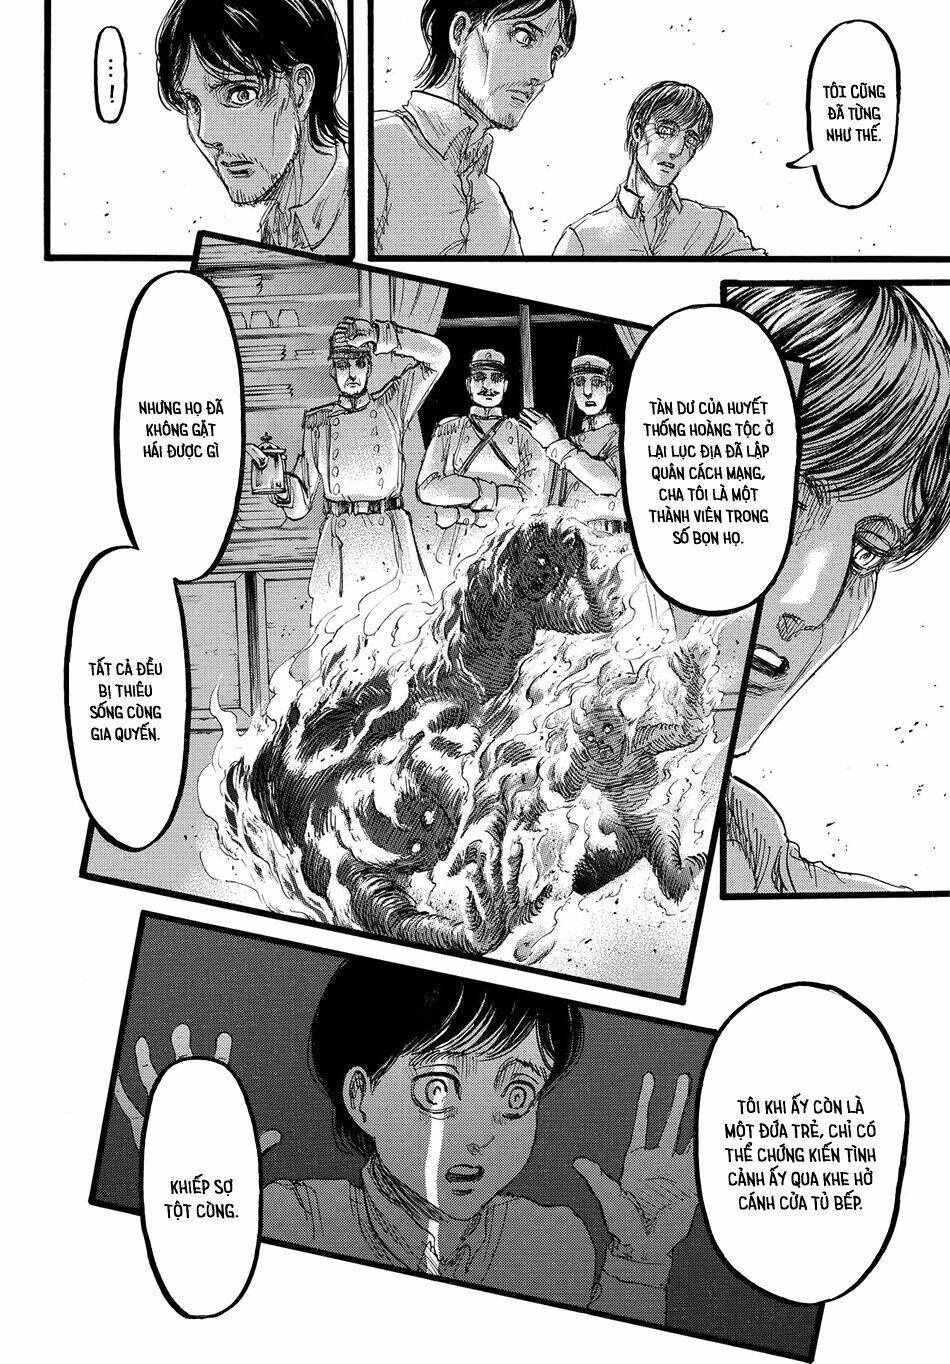 TÔI CŨNG
ĐÃ TỪNG
NHƯ THẾ.
....!
TÀN DƯ CỦA HUYẾT
THỐNG HOÀNG TỘC Ở
LẠI LỤC ĐỊA ĐÃ LẬP
QUÂN CÁCH MẠNG,
CHA TÔI LÀ MỘT
THÀNH VIÊN TRONG
SỐ BỌN HỌ.
NHƯNG HỌ ĐÃ
KHÔNG GẶT
HÁI ĐƯỢC GÌ
TẤT CẢ ĐỀU
BỊ THIÊU
SỐNG CÙNG
GIA QUYẾN.
TÔI KHI ẤY CÒN LÀ
MỘT ĐỨA TRẺ, CHỈ CÓ
THỂ CHỨNG KIẾN TÌNH
CẢNH ẤY QUA KHE HỞ
CÁNH CỬA TỦ BẾP.
KHIẾP SỢ
TỘT CÙNG.